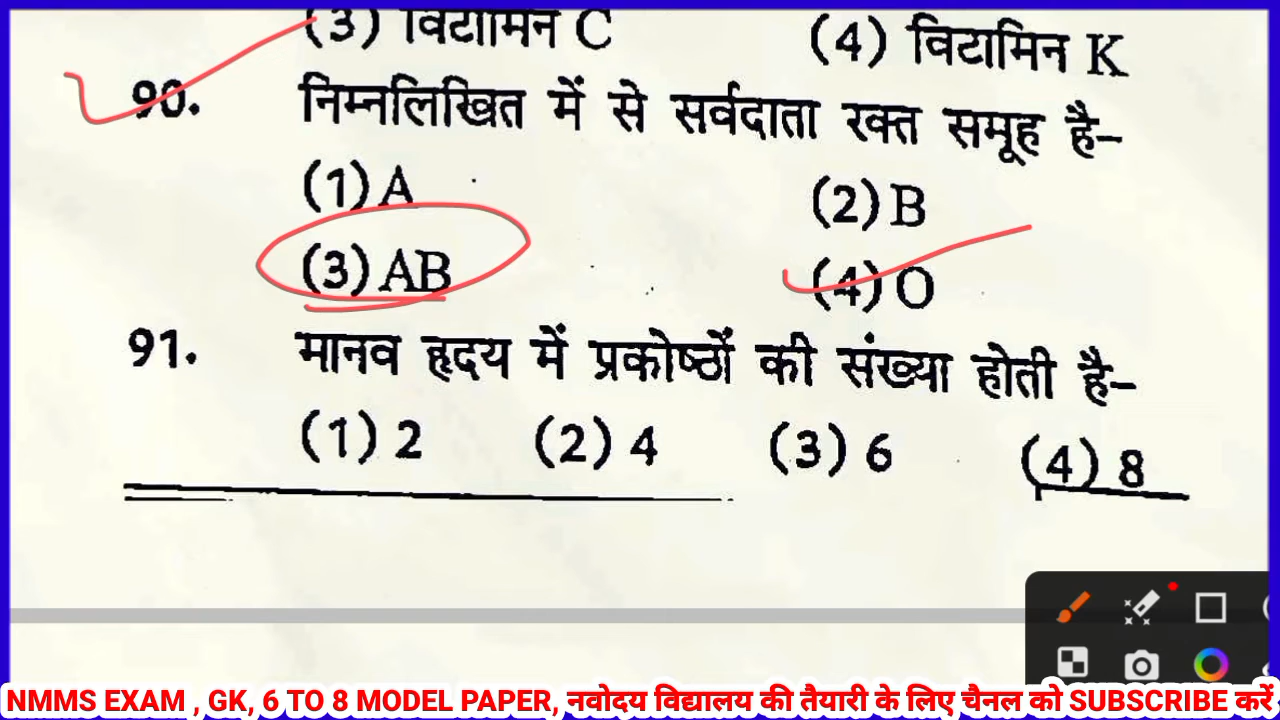 (3) विटामिन C (4) विटामिन K
90. निम्नलिखित में से सर्वदाता रक्त समूह है–
(1) A (2) B
(3) AB (4) O
91. मानव हृदय में प्रकोष्ठों की संख्या होती है–
(1) 2 (2) 4 (3) 6 (4) 8
NMMS EXAM , GK, 6 TO 8 MODEL PAPER, नवोदय विद्यालय की तैयारी के लिए चैनल को SUBSCRIBE करें